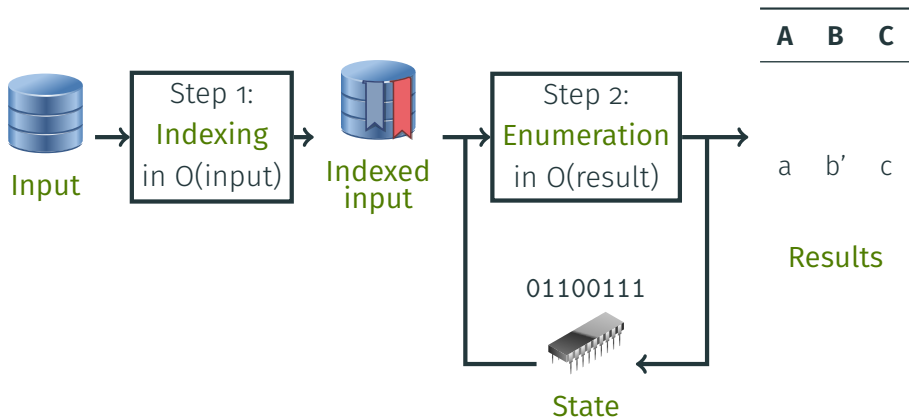 A B C
Step 1:
Indexing
in O(input)
Step 2:
Enumeration
in O(result)
Input
Indexed
input
a b’ c
Results
01100111
State